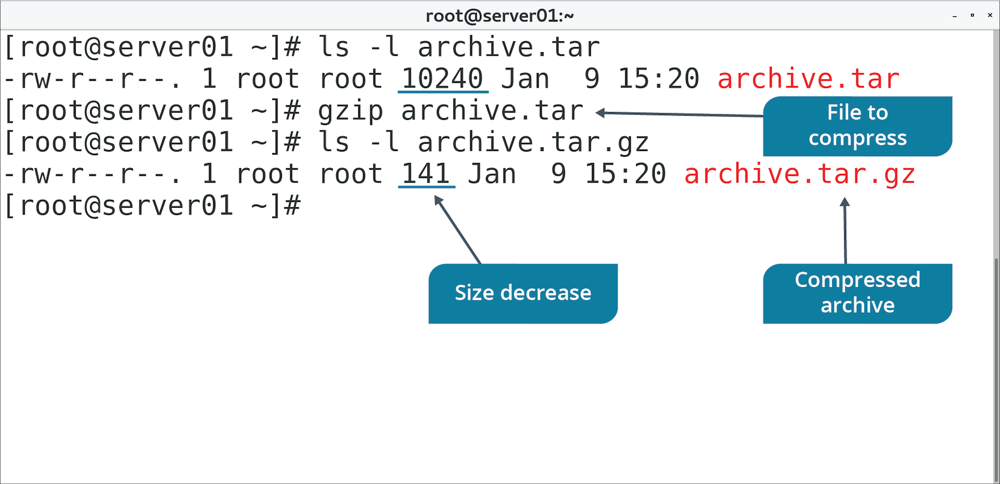 root@server01:~
[root@server01 ~]# ls -l archive.tar
-rw-r--r--. 1 root root 10240 Jan  9 15:20 archive.tar
[root@server01 ~]# gzip archive.tar
File to
compress
[root@server01 ~]# ls -l archive.tar.gz
-rw-r--r--. 1 root root 141 Jan  9 15:20 archive.tar.gz
[root@server01 ~]#
Size decrease
Compressed
archive